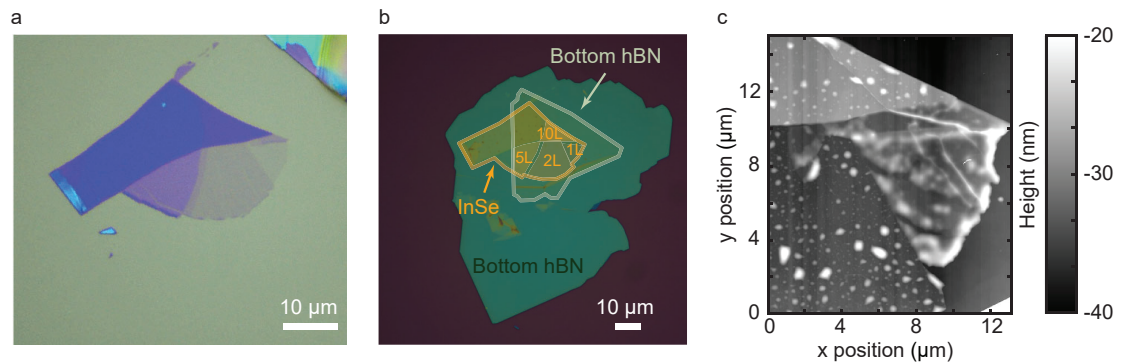 a
10 µm
b
Bottom hBN
10L
1L
5L
2L
InSe
Bottom hBN
10 µm
c
y position (µm)
12
8
4
0
0
4
8
12
x position (µm)
Height (nm)
-20
-30
-40